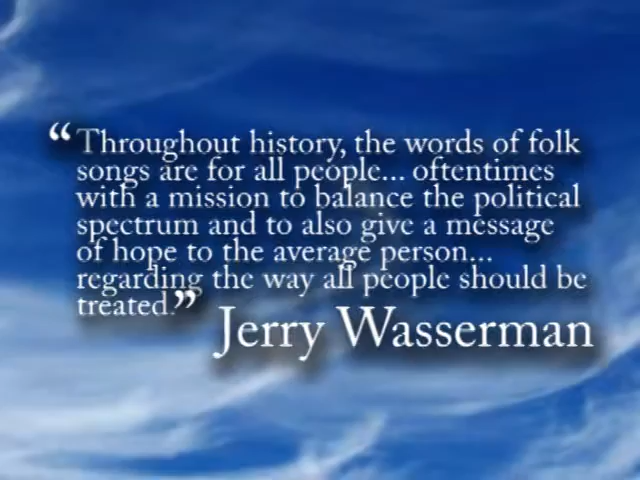 “Throughout history, the words of folk
songs are for all people... oftentimes
with a mission to balance the political
spectrum and to also give a message
of hope to the average person...
regarding the way all people should be
treated.”
Jerry Wasserman